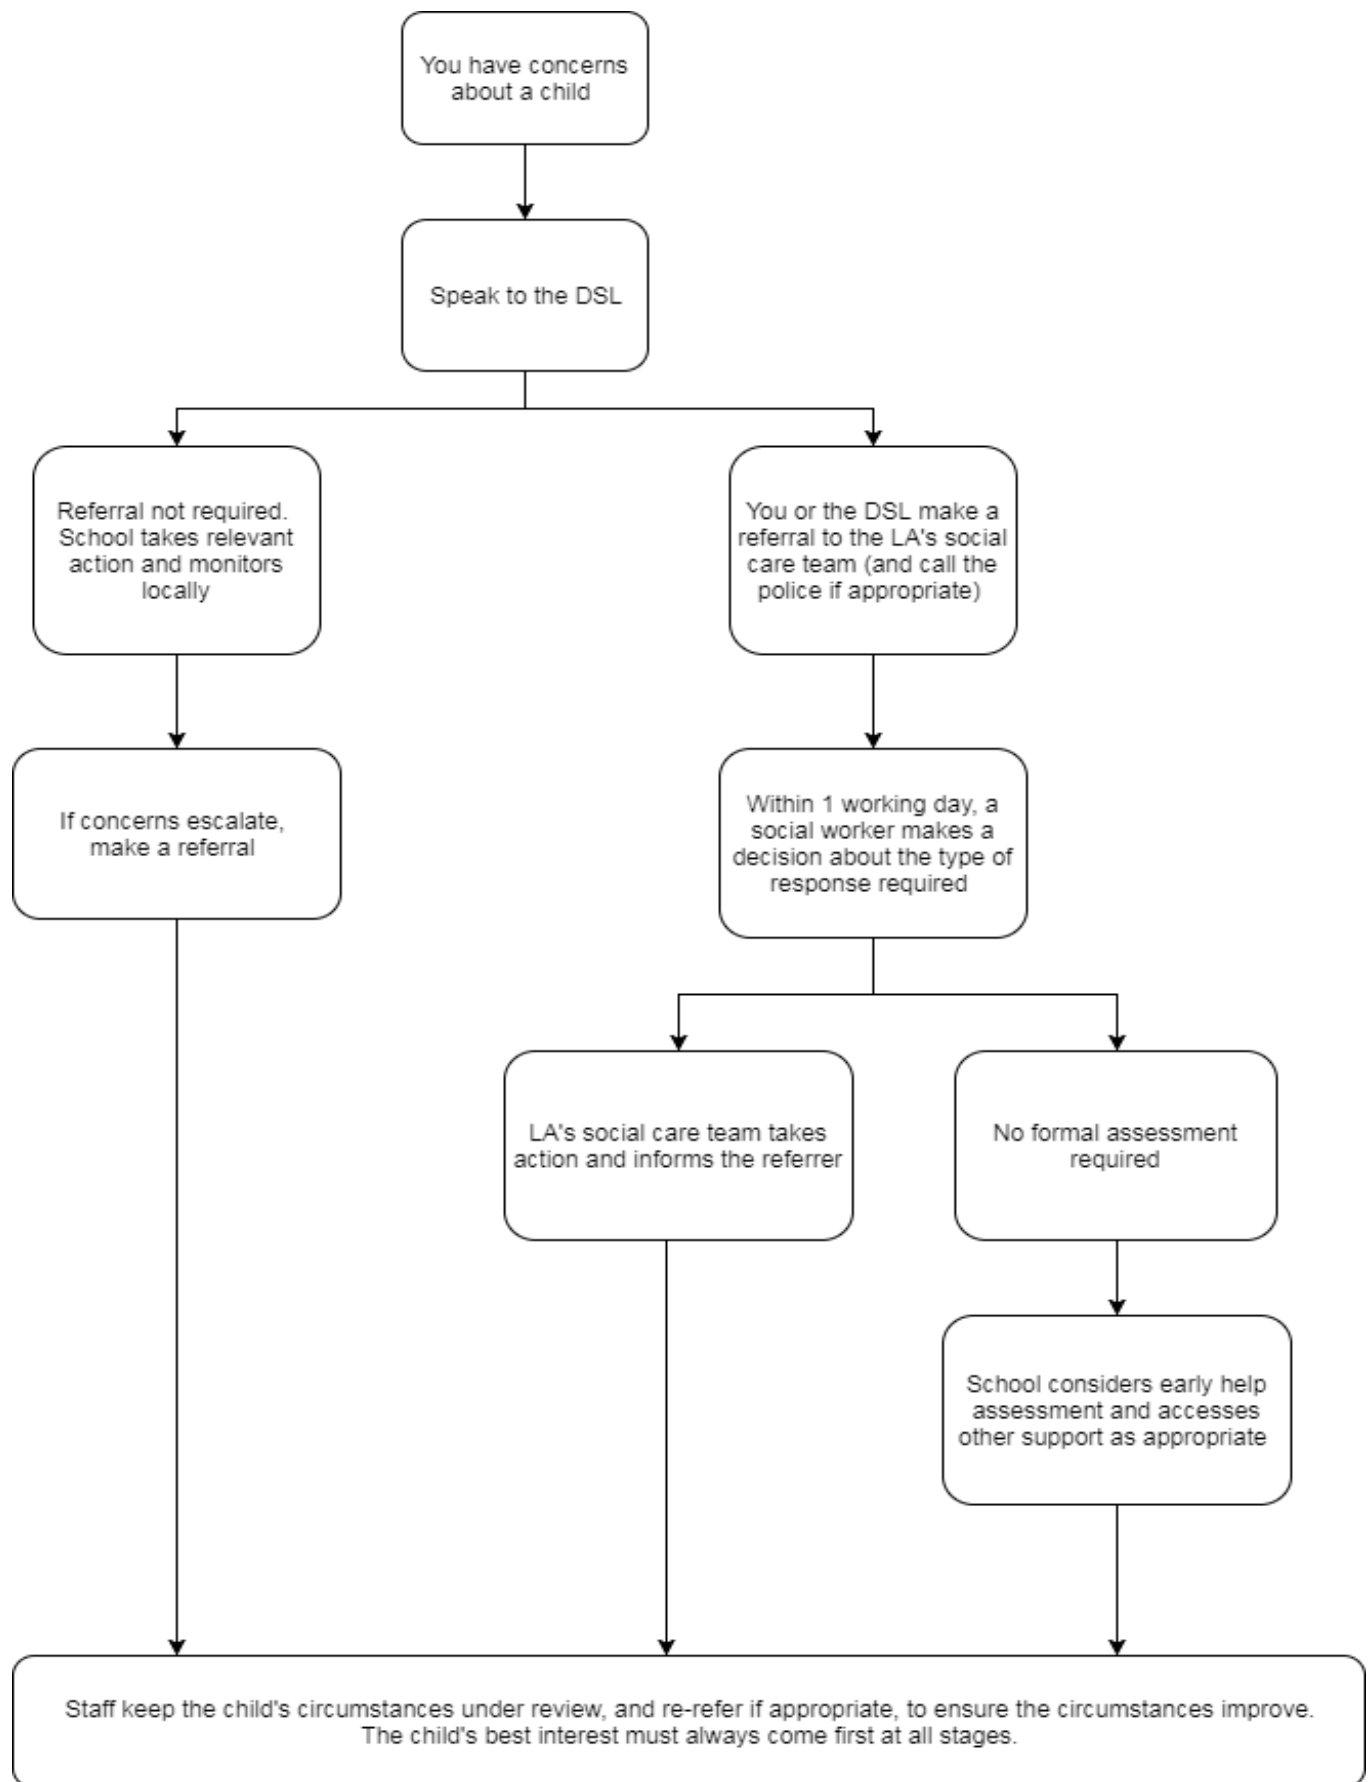 You have concerns
about a child
Speak to the DSL
Referral not required.
School takes relevant
action and monitors
locally
You or the DSL make a
referral to the LA's social
care team (and call the
police if appropriate)
If concerns escalate,
make a referral
Within 1 working day, a
social worker makes a
decision about the type of
response required
LA's social care team takes
action and informs the referrer
No formal assessment
required
School considers early help
assessment and accesses
other support as appropriate
Staff keep the child's circumstances under review, and re-refer if appropriate, to ensure the circumstances improve.
The child's best interest must always come first at all stages.